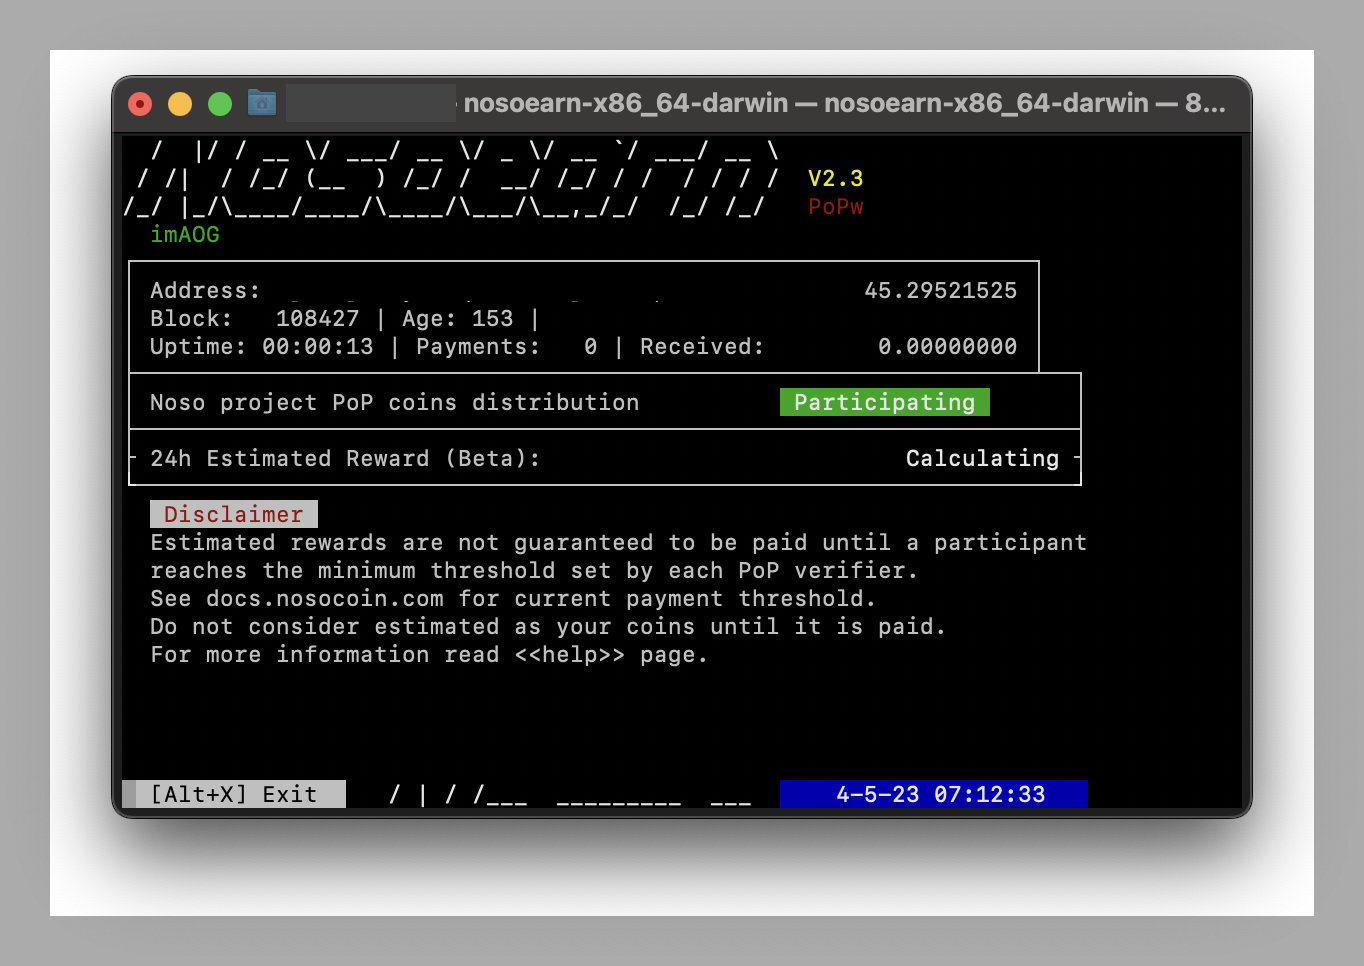 nosoearn-x86_64-darwin — nosoearn-x86_64-darwin — 8...
/  |/ / __ \/ ___/ __ \/ _ \/ __ `/ ___/ __ \
/ /|  / /_/ (__  ) /_/ /  __/ /_/ / /  / / / / V2.3
/_/ |_/\____/____/\____/\___/\__,_/_/  /_/ /_/ PoPw
imAOG
Address: 45.29521525
Block: 108427 | Age: 153 |
Uptime: 00:00:13 | Payments: 0 | Received: 0.00000000
Noso project PoP coins distribution Participating
24h Estimated Reward (Beta): Calculating
Disclaimer
Estimated rewards are not guaranteed to be paid until a participant
reaches the minimum threshold set by each PoP verifier.
See docs.nosocoin.com for current payment threshold.
Do not consider estimated as your coins until it is paid.
For more information read <<help>> page.
[Alt+X] Exit / | / /___  _________  ___ 4-5-23 07:12:33